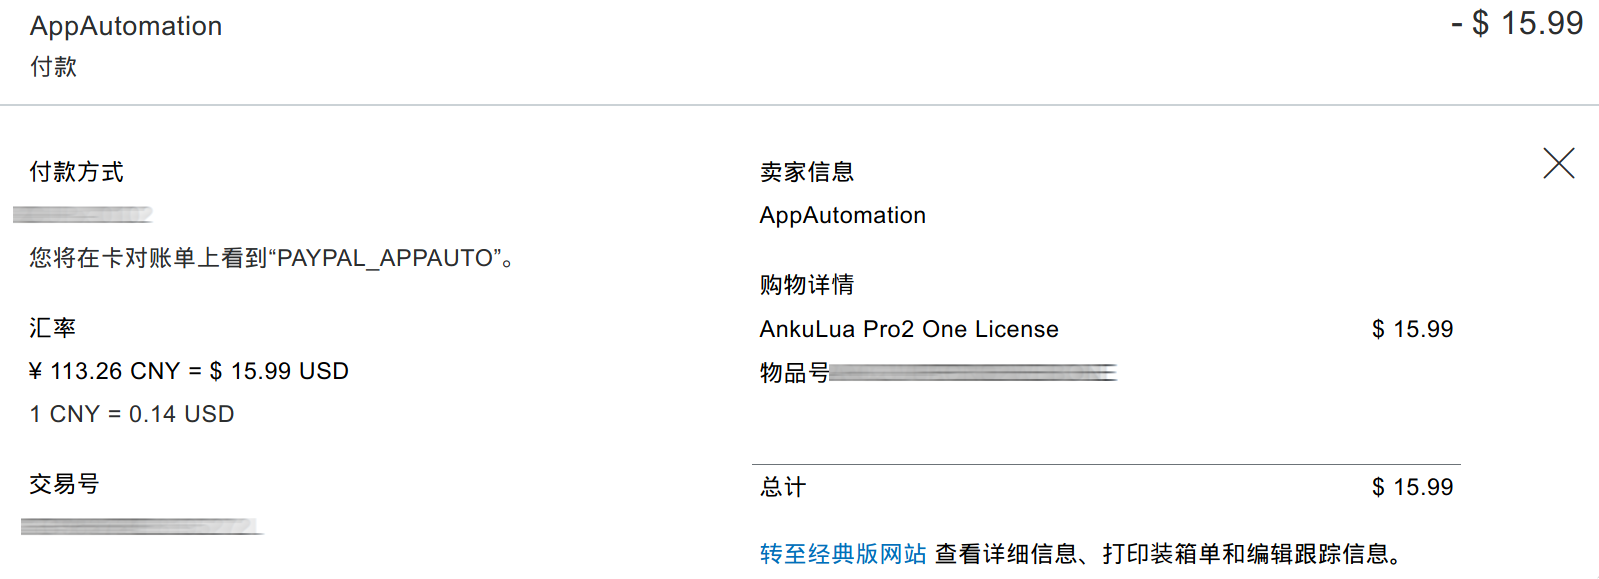 AppAutomation
- $ 15.99
付款
付款方式
您将在卡对账单上看到“PAYPAL_APPAUTO”。
汇率
¥ 113.26 CNY = $ 15.99 USD
1 CNY = 0.14 USD
交易号
卖家信息
AppAutomation
购物详情
AnkuLua Pro2 One License $ 15.99
物品号
总计 $ 15.99
转至经典版网站 查看详细信息、打印装箱单和编辑跟踪信息。